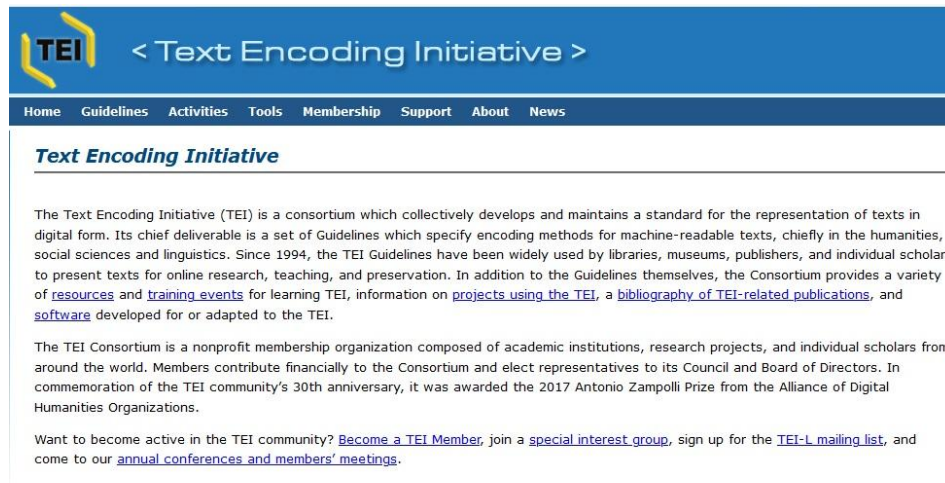 TEI < Text Encoding Initiative >
Home Guidelines Activities Tools Membership Support About News
Text Encoding Initiative
The Text Encoding Initiative (TEI) is a consortium which collectively develops and maintains a standard for the representation of texts in
digital form. Its chief deliverable is a set of Guidelines which specify encoding methods for machine-readable texts, chiefly in the humanities,
social sciences and linguistics. Since 1994, the TEI Guidelines have been widely used by libraries, museums, publishers, and individual scholar
to present texts for online research, teaching, and preservation. In addition to the Guidelines themselves, the Consortium provides a variety
of resources and training events for learning TEI, information on projects using the TEI, a bibliography of TEI-related publications, and
software developed for or adapted to the TEI.
The TEI Consortium is a nonprofit membership organization composed of academic institutions, research projects, and individual scholars from
around the world. Members contribute financially to the Consortium and elect representatives to its Council and Board of Directors. In
commemoration of the TEI community’s 30th anniversary, it was awarded the 2017 Antonio Zampolli Prize from the Alliance of Digital
Humanities Organizations.
Want to become active in the TEI community? Become a TEI Member, join a special interest group, sign up for the TEI-L mailing list, and
come to our annual conferences and members’ meetings.